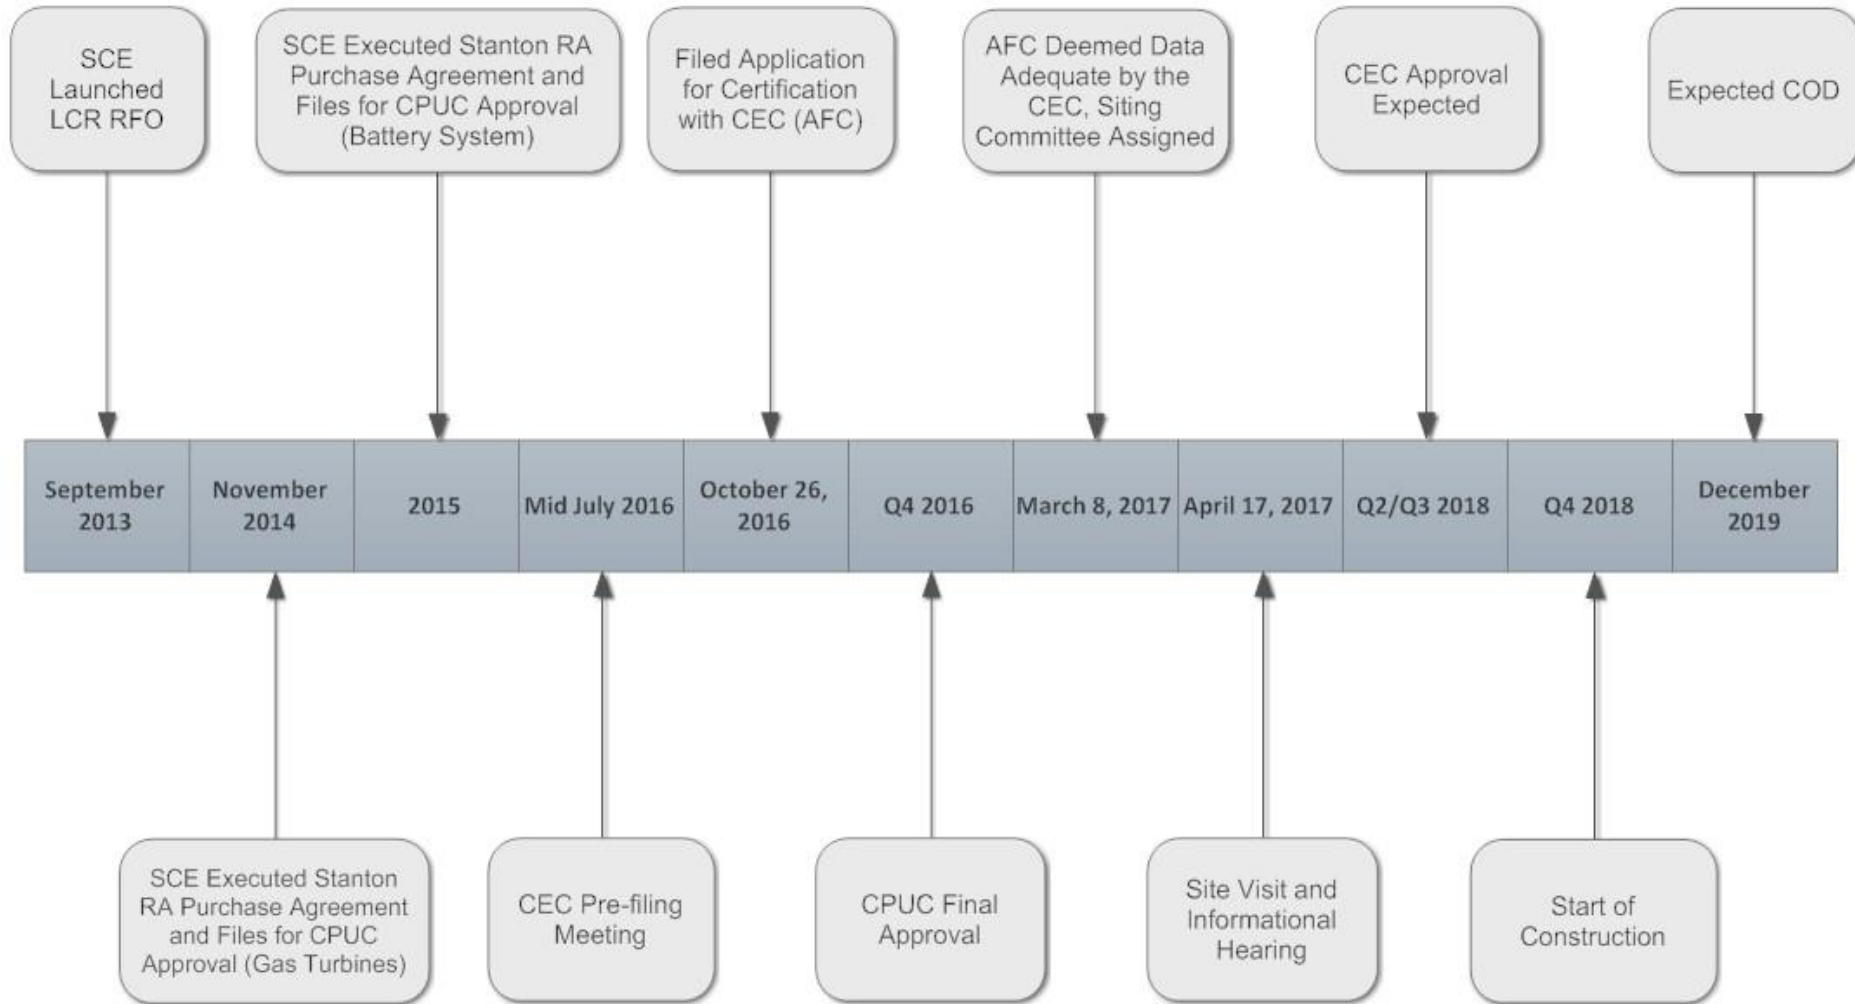 SCE
Launched
LCR RFO
SCE Executed Stanton RA
Purchase Agreement and
Files for CPUC Approval
(Battery System)
Filed Application
for Certification
with CEC (AFC)
AFC Deemed Data
Adequate by the
CEC, Siting
Committee Assigned
CEC Approval
Expected
Expected COD
September
2013
November
2014
2015
Mid July 2016
October 26,
2016
Q4 2016
March 8, 2017
April 17, 2017
Q2/Q3 2018
Q4 2018
December
2019
SCE Executed Stanton
RA Purchase Agreement
and Files for CPUC
Approval (Gas Turbines)
CEC Pre-filing
Meeting
CPUC Final
Approval
Site Visit and
Informational
Hearing
Start of
Construction